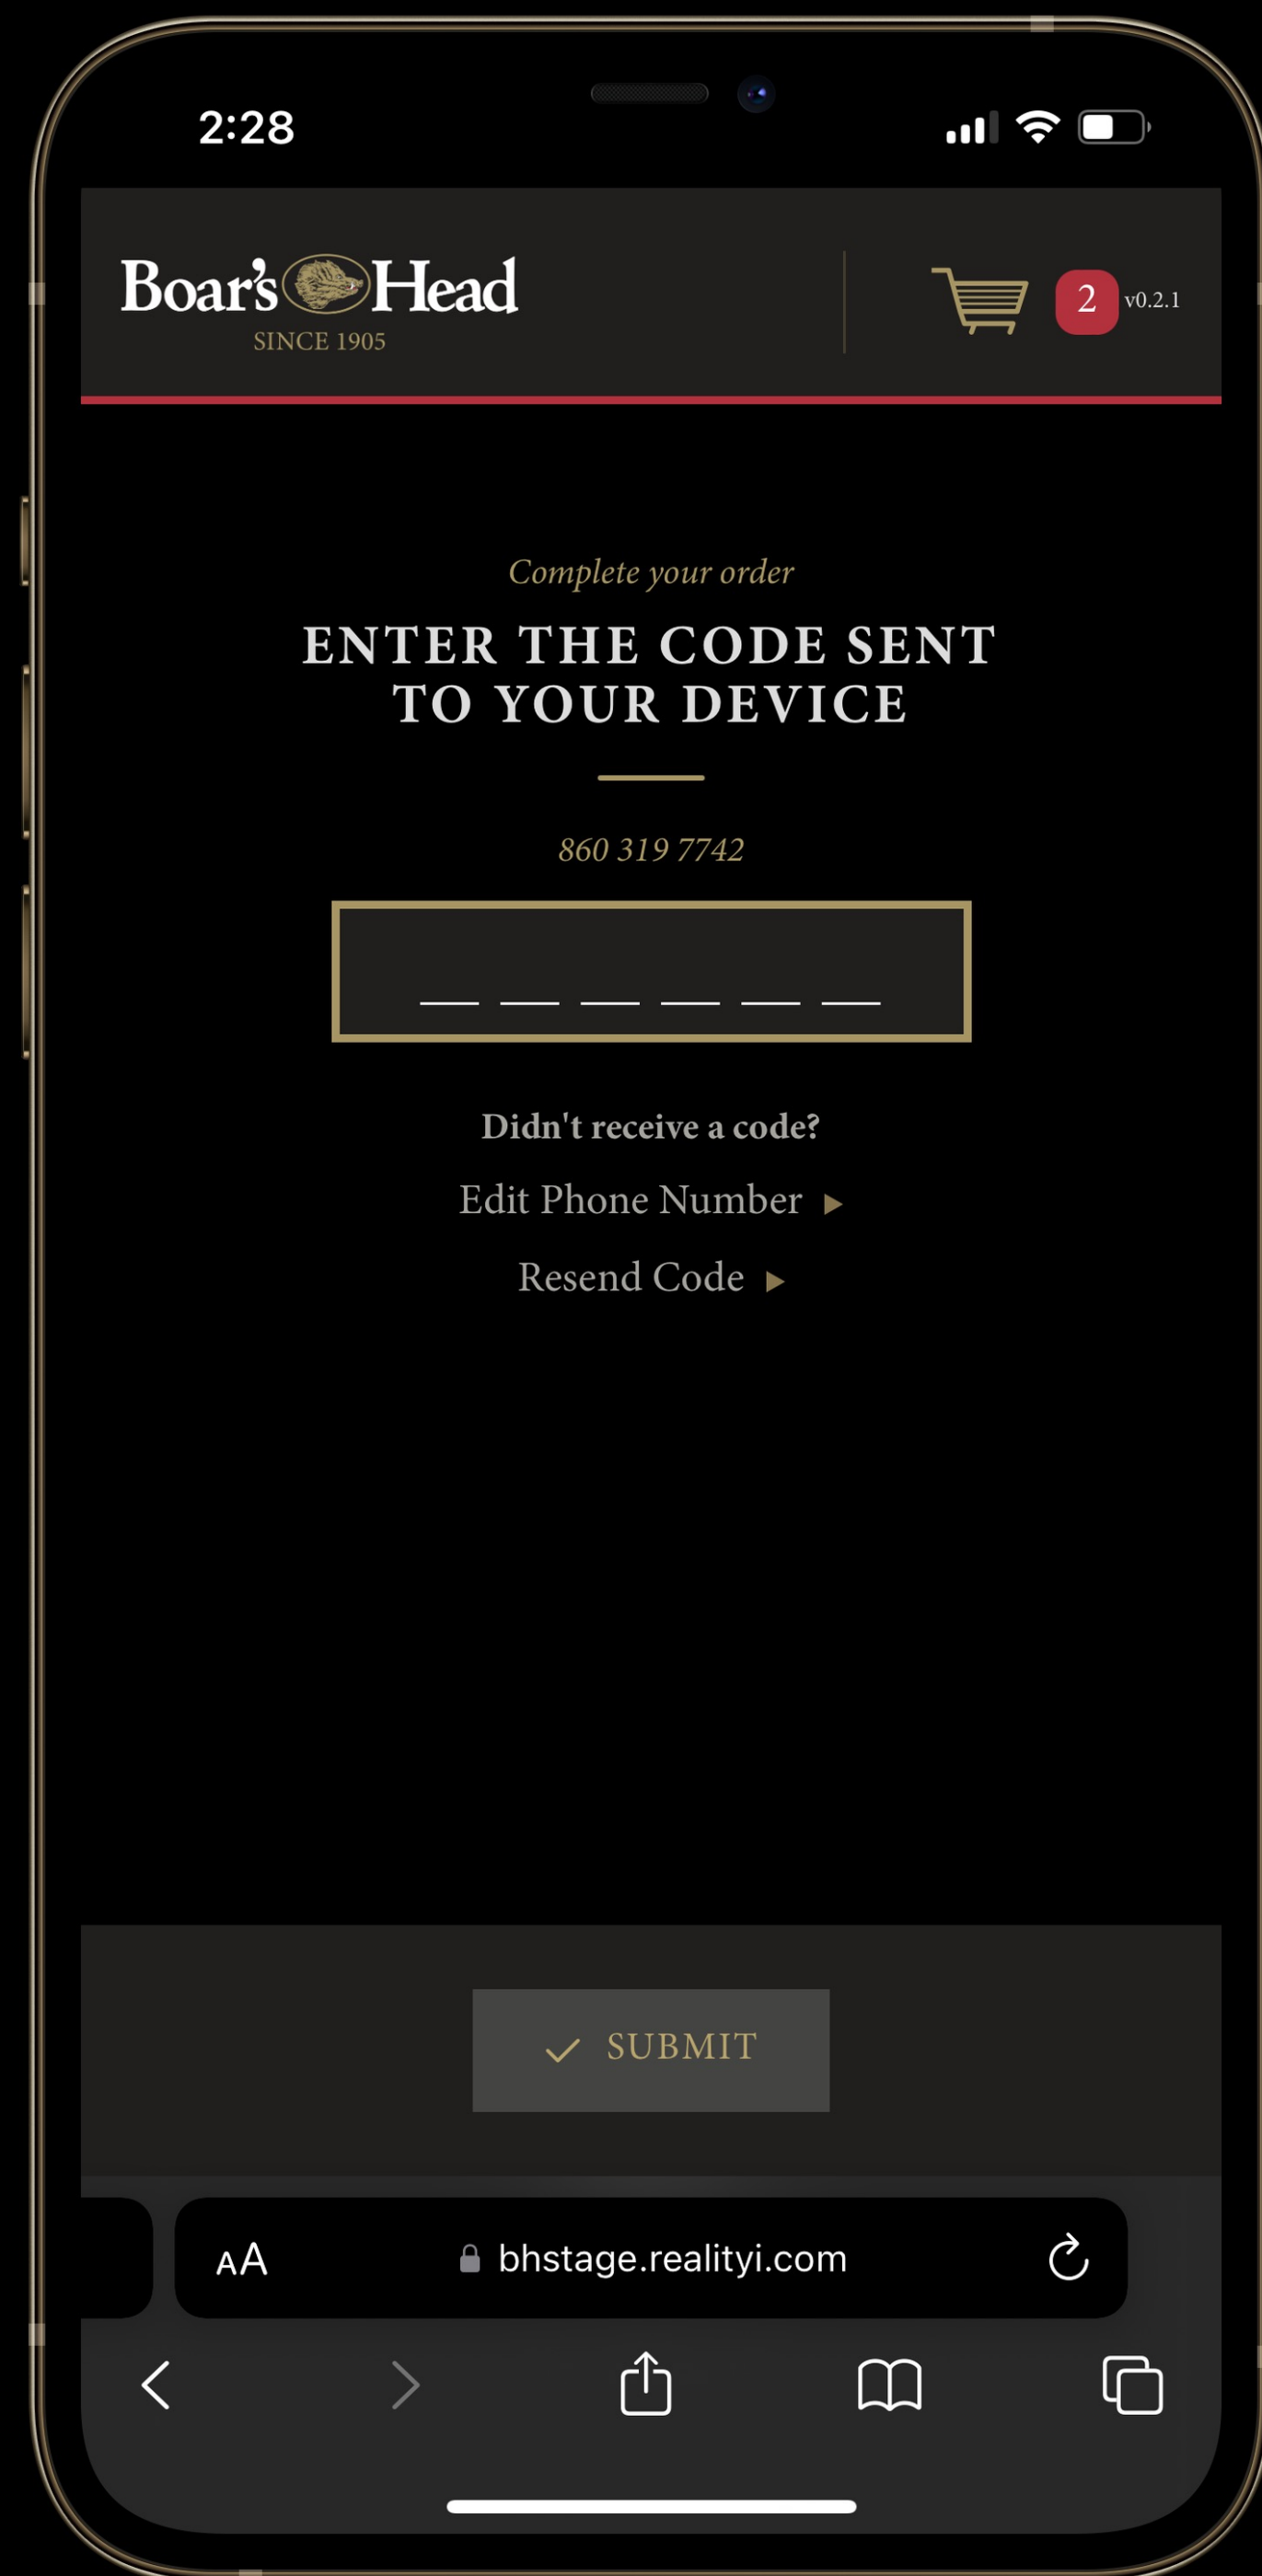 2:28
Boar's Head
SINCE 1905
2
v0.2.1
Complete your order
ENTER THE CODE SENT
TO YOUR DEVICE
860 319 7742
Didn't receive a code?
Edit Phone Number
Resend Code
SUBMIT
AA
bhstage.realityi.com